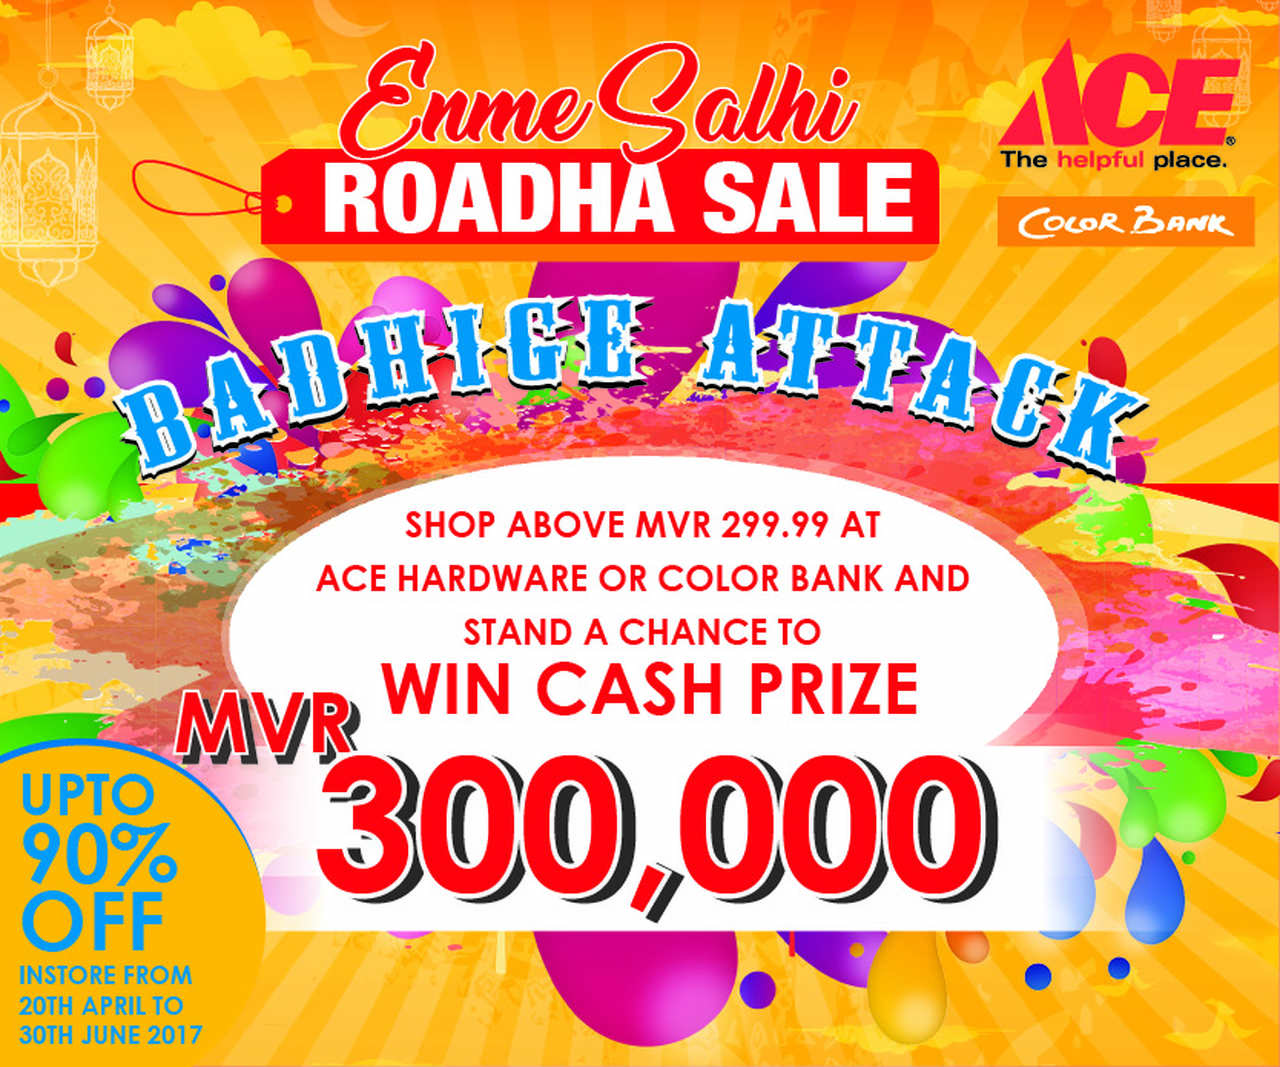 Enme Salhi
ROADHA SALE
ACE®
The helpful place.
COLOR BANK
BADHIGE ATTACK
SHOP ABOVE MVR 299.99 AT
ACE HARDWARE OR COLOR BANK AND
STAND A CHANCE TO
WIN CASH PRIZE
MVR
300,000
UPTO
90%
OFF
INSTORE FROM
20TH APRIL TO
30TH JUNE 2017